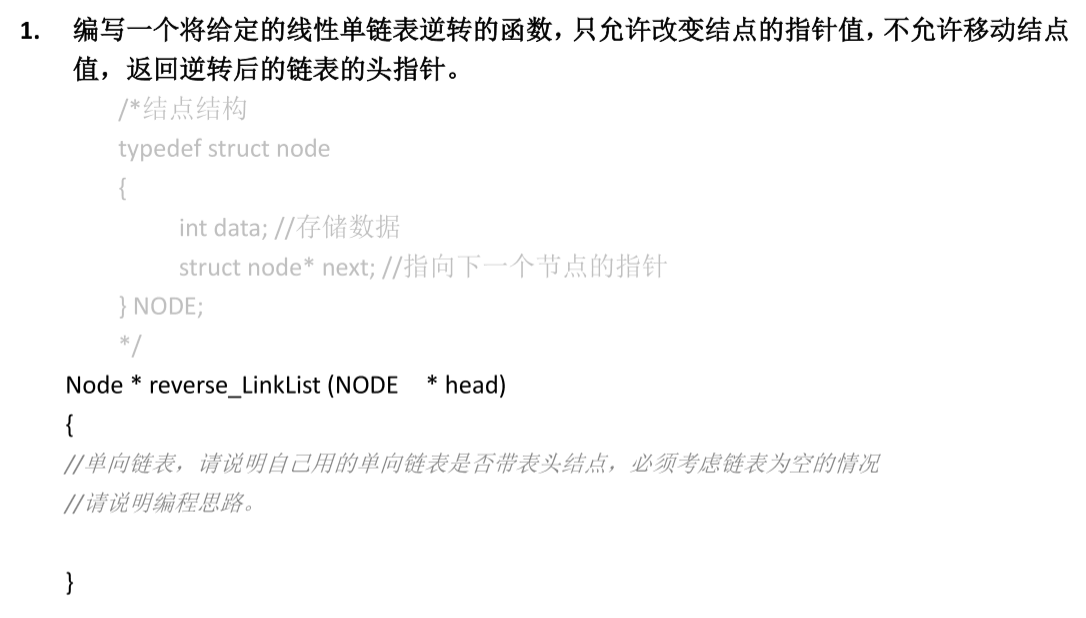 1. 编写一个将给定的线性单链表逆转的函数，只允许改变结点的指针值，不允许移动结点
值，返回逆转后的链表的头指针。
/*结点结构
typedef struct node
{
int data; //存储数据
struct node* next; //指向下一个节点的指针
} NODE;
*/
Node * reverse_LinkList (NODE * head)
{
//单向链表，请说明自己用的单向链表是否带表头结点，必须考虑链表为空的情况
//请说明编程思路。
}